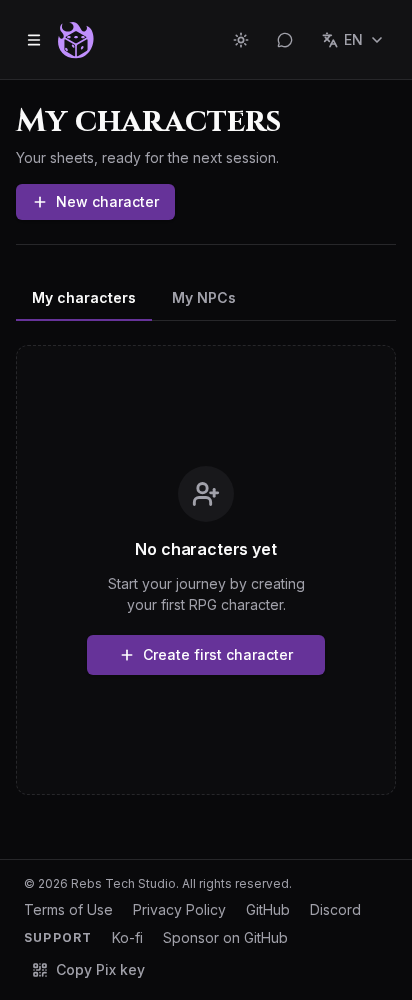 EN
My characters
Your sheets, ready for the next session.
New character
My characters
My NPCs
No characters yet
Start your journey by creating
your first RPG character.
Create first character
© 2026 Rebs Tech Studio. All rights reserved.
Terms of Use Privacy Policy GitHub Discord
SUPPORT Ko-fi Sponsor on GitHub
Copy Pix key